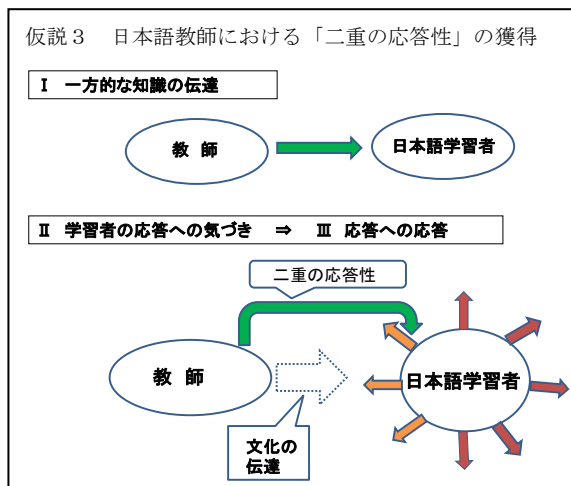 仮説3　日本語教師における「二重の応答性」の獲得
Ⅰ 一方的な知識の伝達
教 師
日本語学習者
Ⅱ 学習者の応答への気づき ⇒ Ⅲ 応答への応答
二重の応答性
教 師
日本語学習者
文化の
伝達